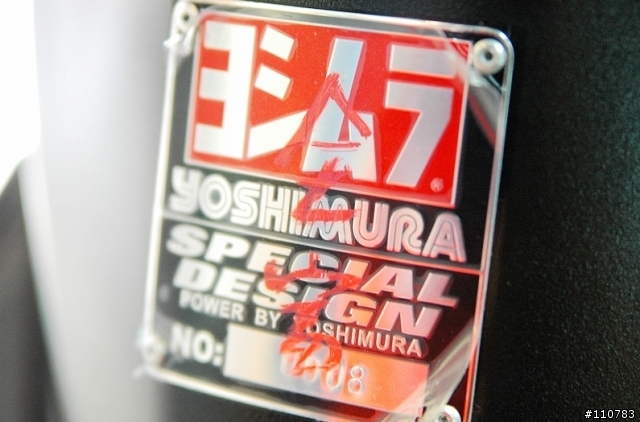 ヨシムラ®
YOSHIMURA
SPECIAL
DESIGN
POWER BY YOSHIMURA
NO:
#110783